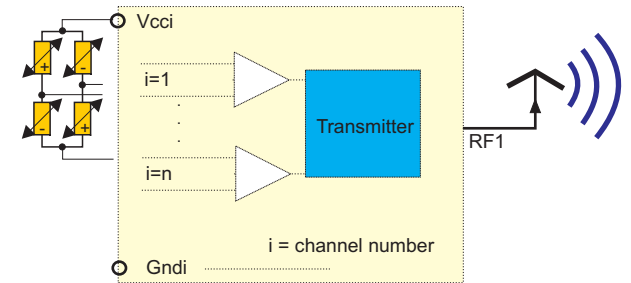 Vcci
+ -
i=1
- +
Transmitter
RF1
i=n
i = channel number
Gndi